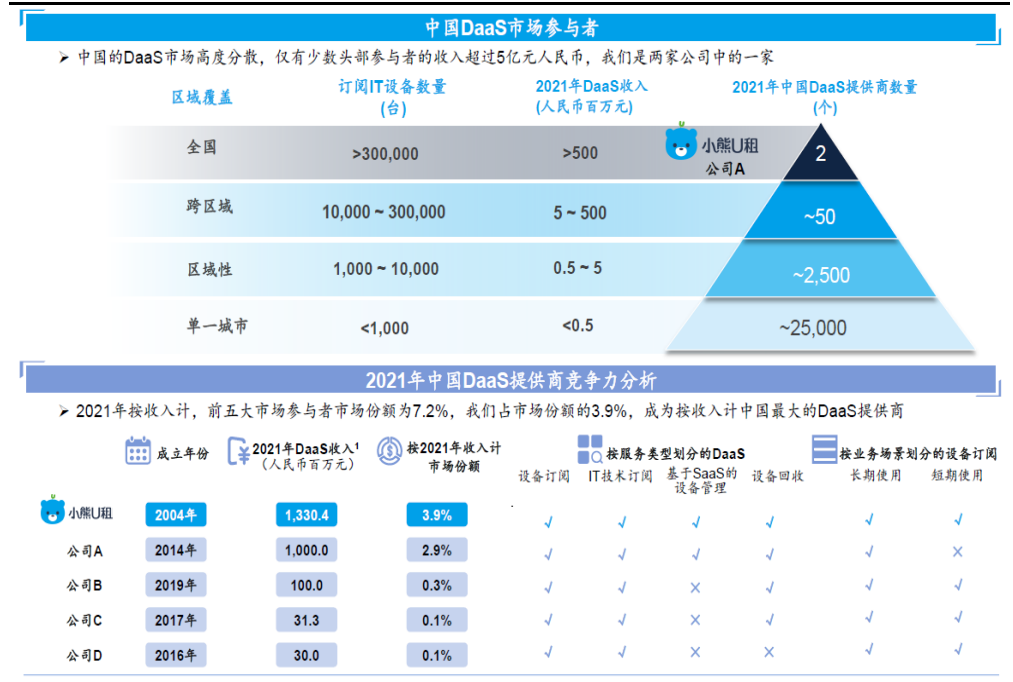 中国DaaS市场参与者
➤ 中国的DaaS市场高度分散，仅有少数头部参与者的收入超过5亿元人民币，我们是两家公司中的一家
区域覆盖
订阅IT设备数量
(台)
2021年DaaS收入
(人民币百万元)
2021年中国DaaS提供商数量
(个)
全国
>300,000
>500
小熊U租
公司A
2
跨区域
10,000 ~ 300,000
5 ~ 500
~50
区域性
1,000 ~ 10,000
0.5 ~ 5
~2,500
单一城市
<1,000
<0.5
~25,000
2021年中国DaaS提供商竞争力分析
➤ 2021年按收入计，前五大市场参与者市场份额为7.2%，我们占市场份额的3.9%，成为按收入计中国最大的DaaS提供商
成立年份
2021年DaaS收入¹
（人民币百万元）
按2021年收入计
市场份额
按服务类型划分的DaaS
设备订阅
IT技术订阅
基于SaaS的
设备管理
设备回收
按业务场景划分的设备订阅
长期使用
短期使用
小熊U租 2004年 1,330.4 3.9% √ √ √ √ √ √
公司A 2014年 1,000.0 2.9% √ √ √ √ √ ×
公司B 2019年 100.0 0.3% √ √ × √ √ √
公司C 2017年 31.3 0.1% √ √ × √ √ √
公司D 2016年 30.0 0.1% √ √ × × √ √